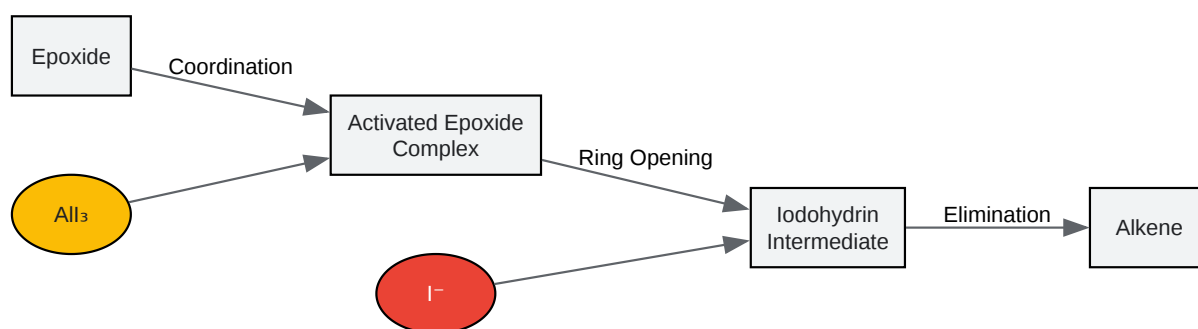 Epoxide
Coordination
Activated Epoxide
Complex
AlI₃
Ring Opening
Iodohydrin
Intermediate
I⁻
Elimination
Alkene